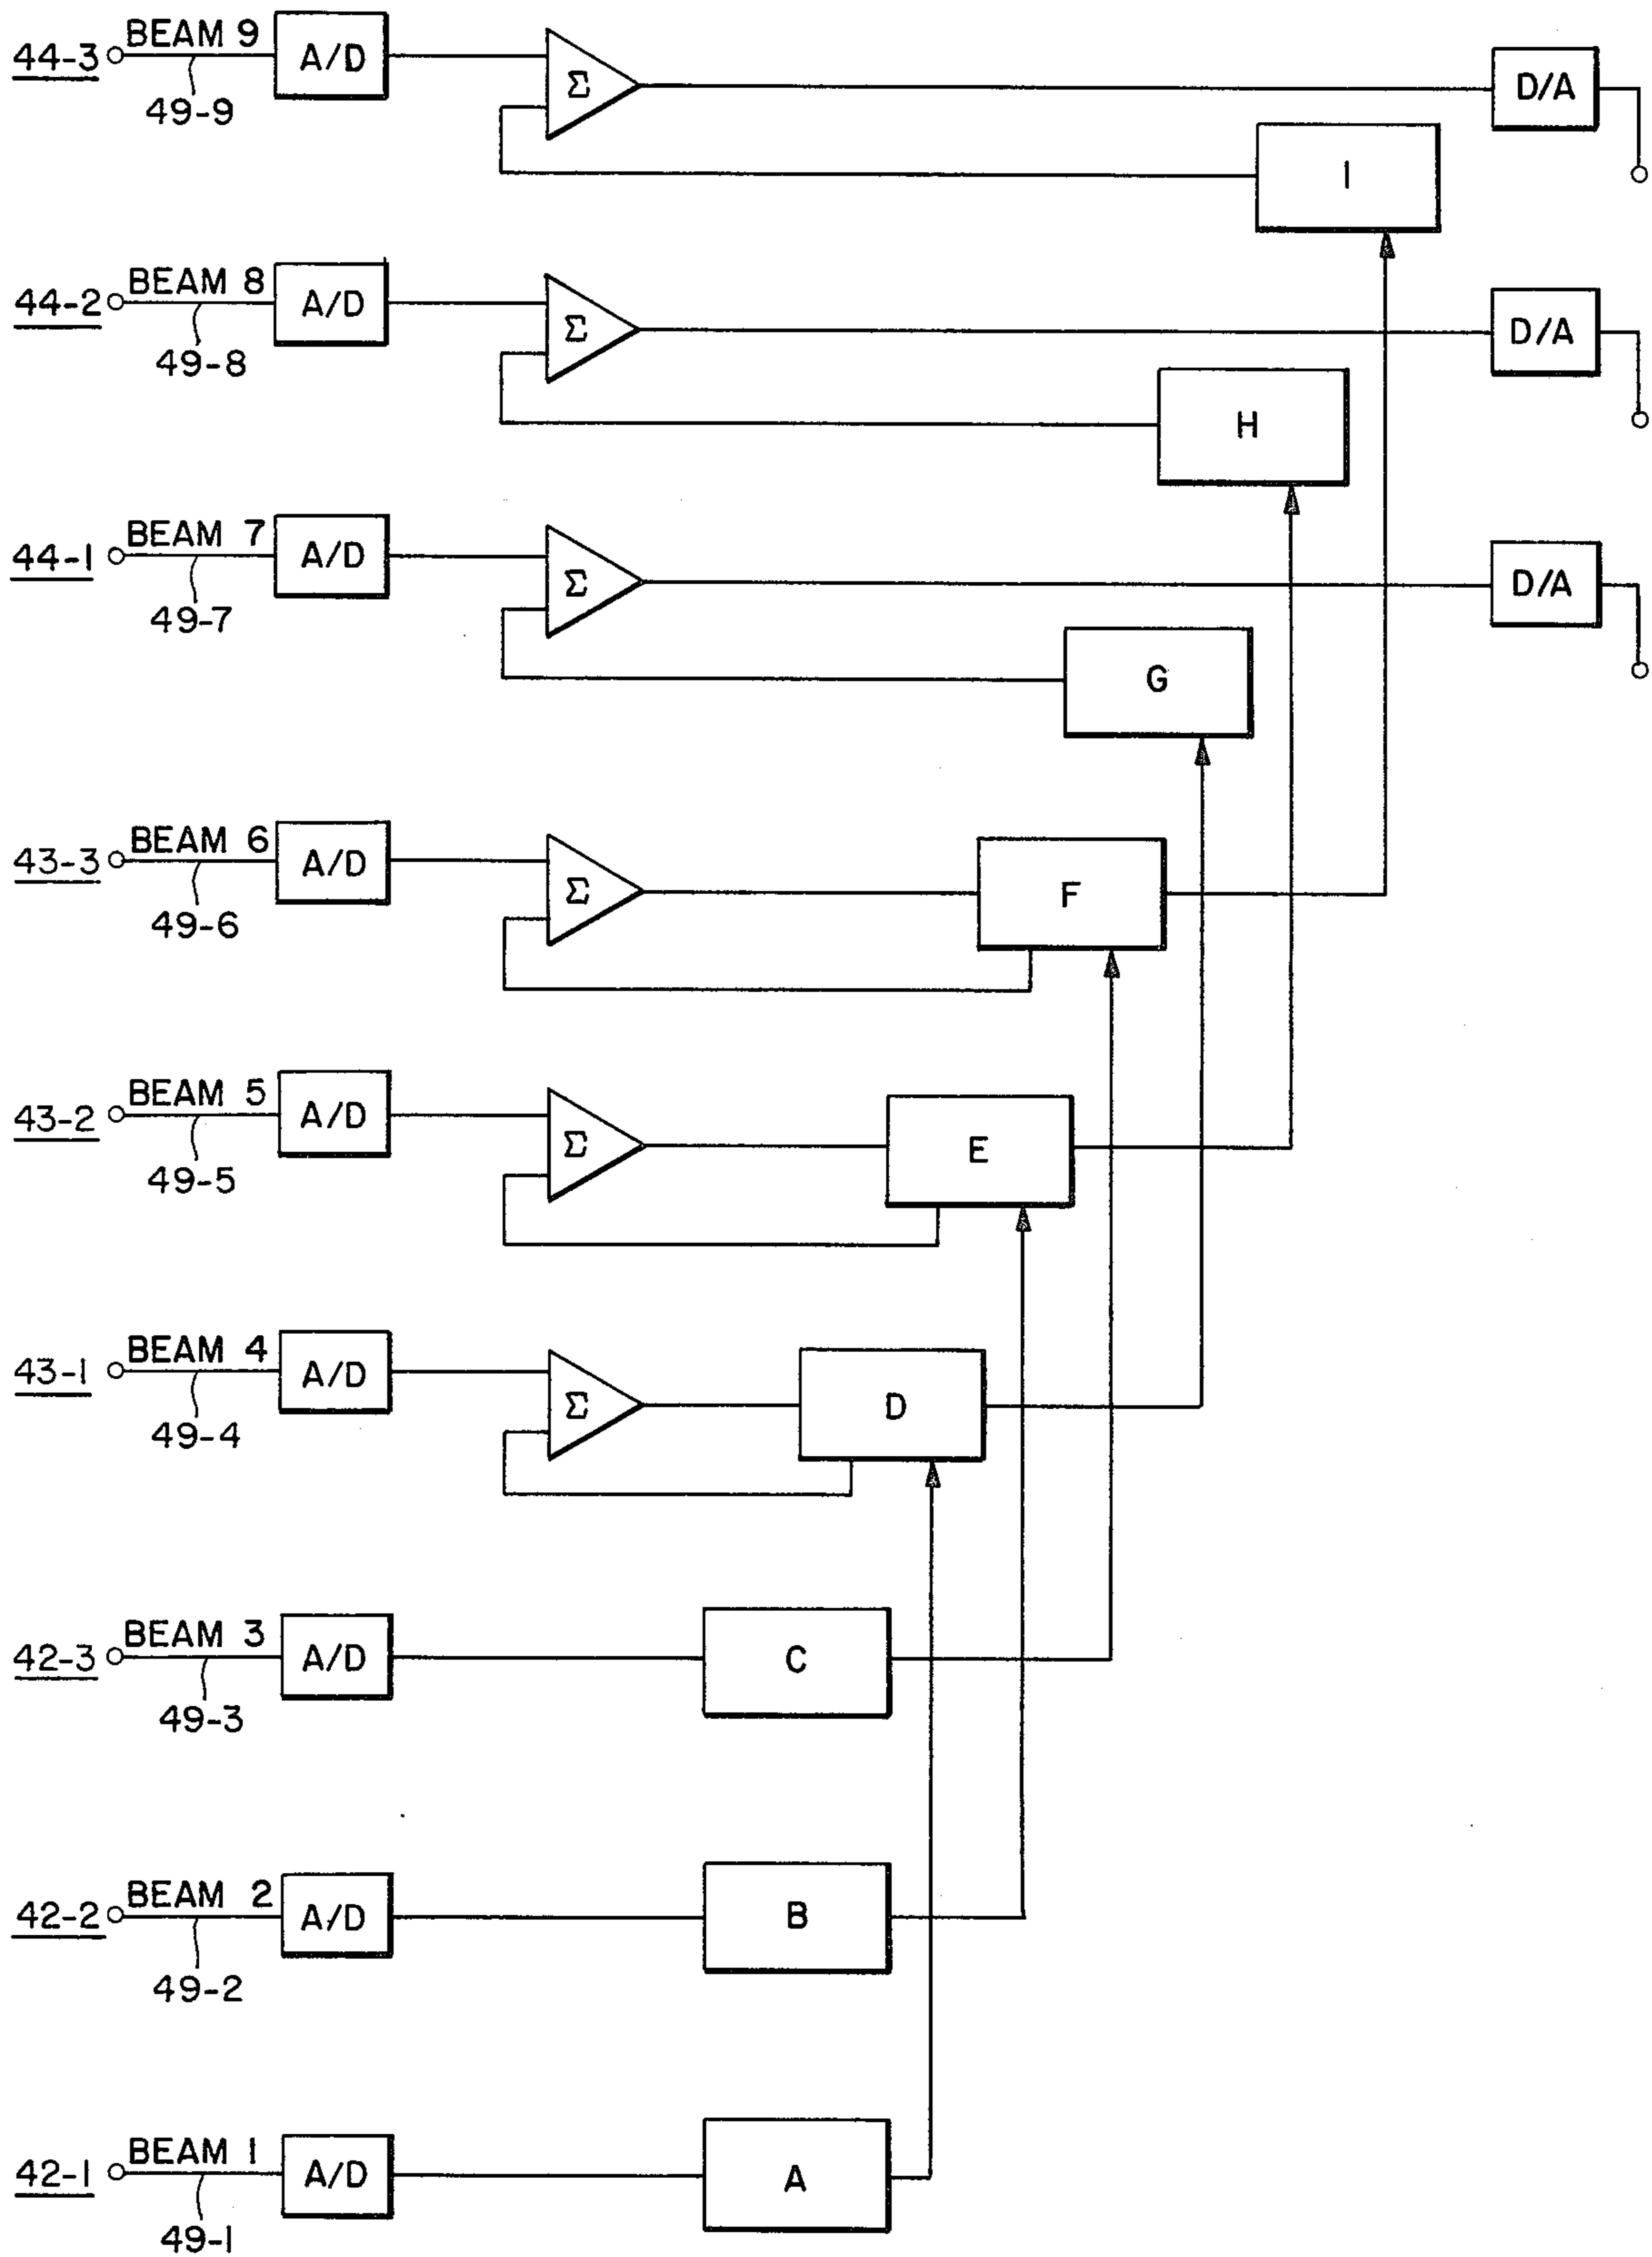 44-3 BEAM 9 A/D Σ D/A
49-9
I
44-2 BEAM 8 A/D Σ D/A
49-8
H
44-1 BEAM 7 A/D Σ D/A
49-7
G
43-3 BEAM 6 A/D Σ F
49-6
43-2 BEAM 5 A/D Σ E
49-5
43-1 BEAM 4 A/D Σ D
49-4
42-3 BEAM 3 A/D C
49-3
42-2 BEAM 2 A/D B
49-2
42-1 BEAM 1 A/D A
49-1